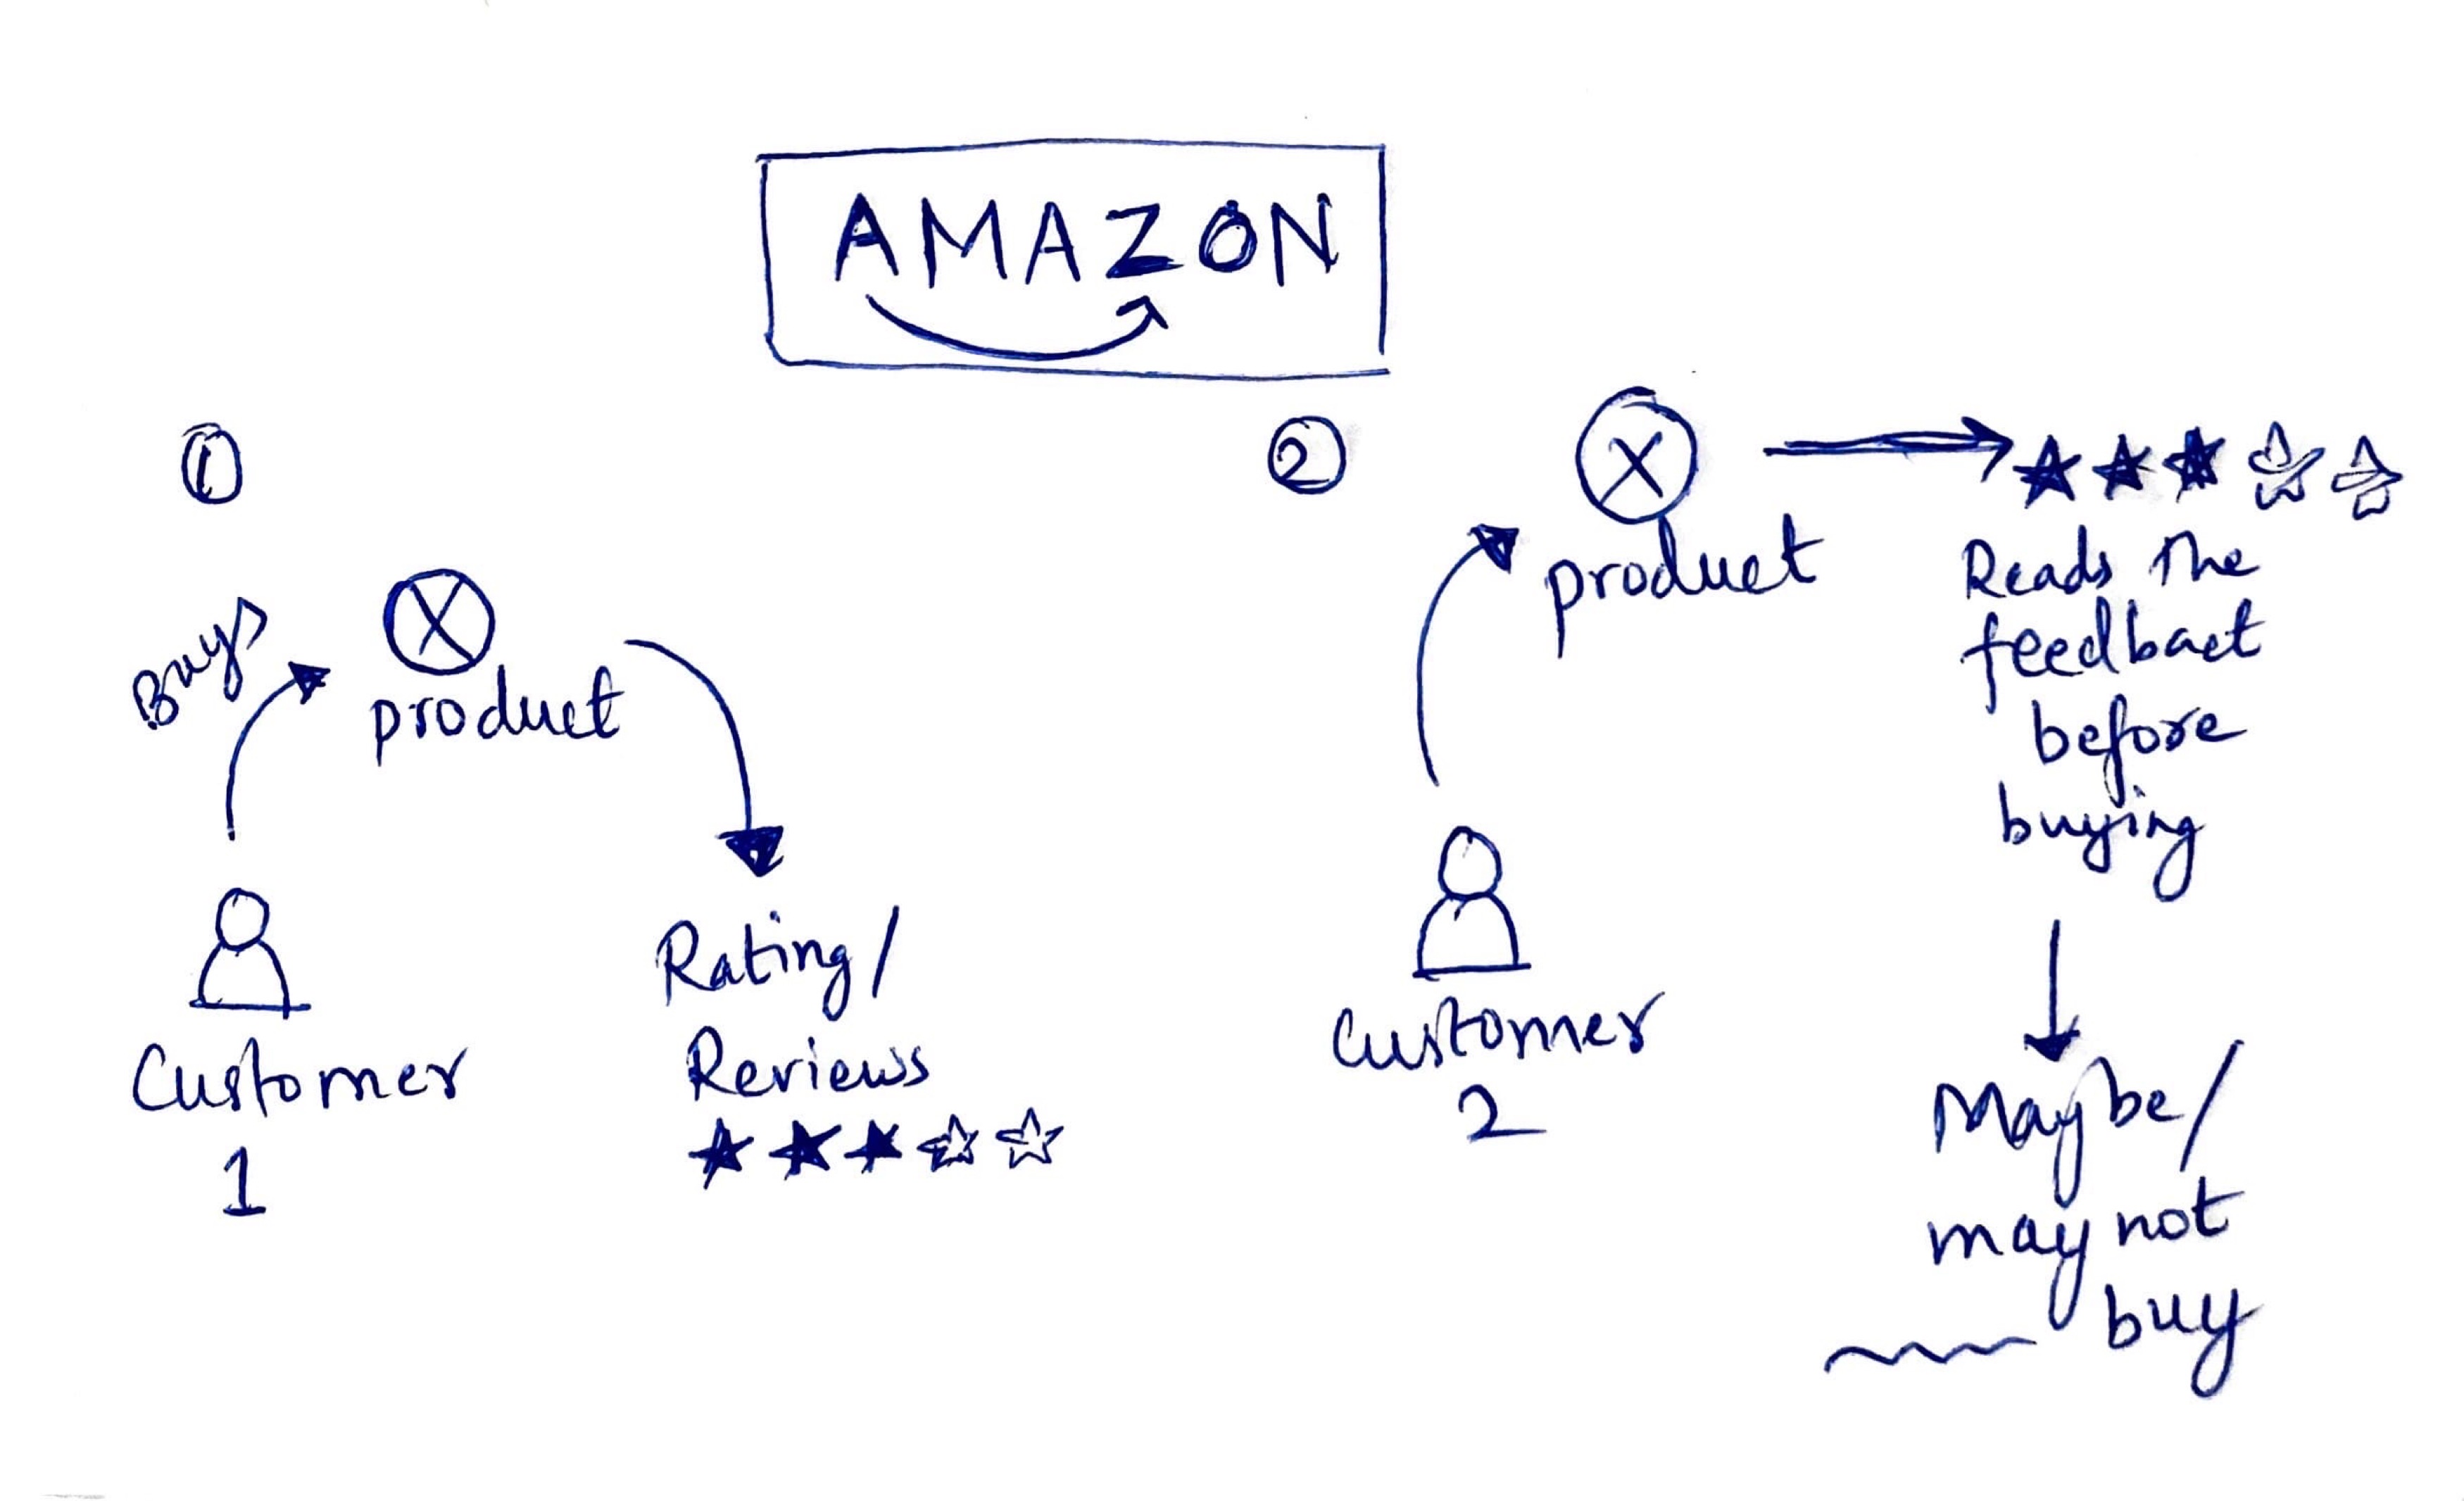 AMAZON
1
Buys
X
product
Customer
1
Rating/
Reviews
2
X
product
Customer
2
Reads the
feedback
before
buying
Maybe/
may not
buy